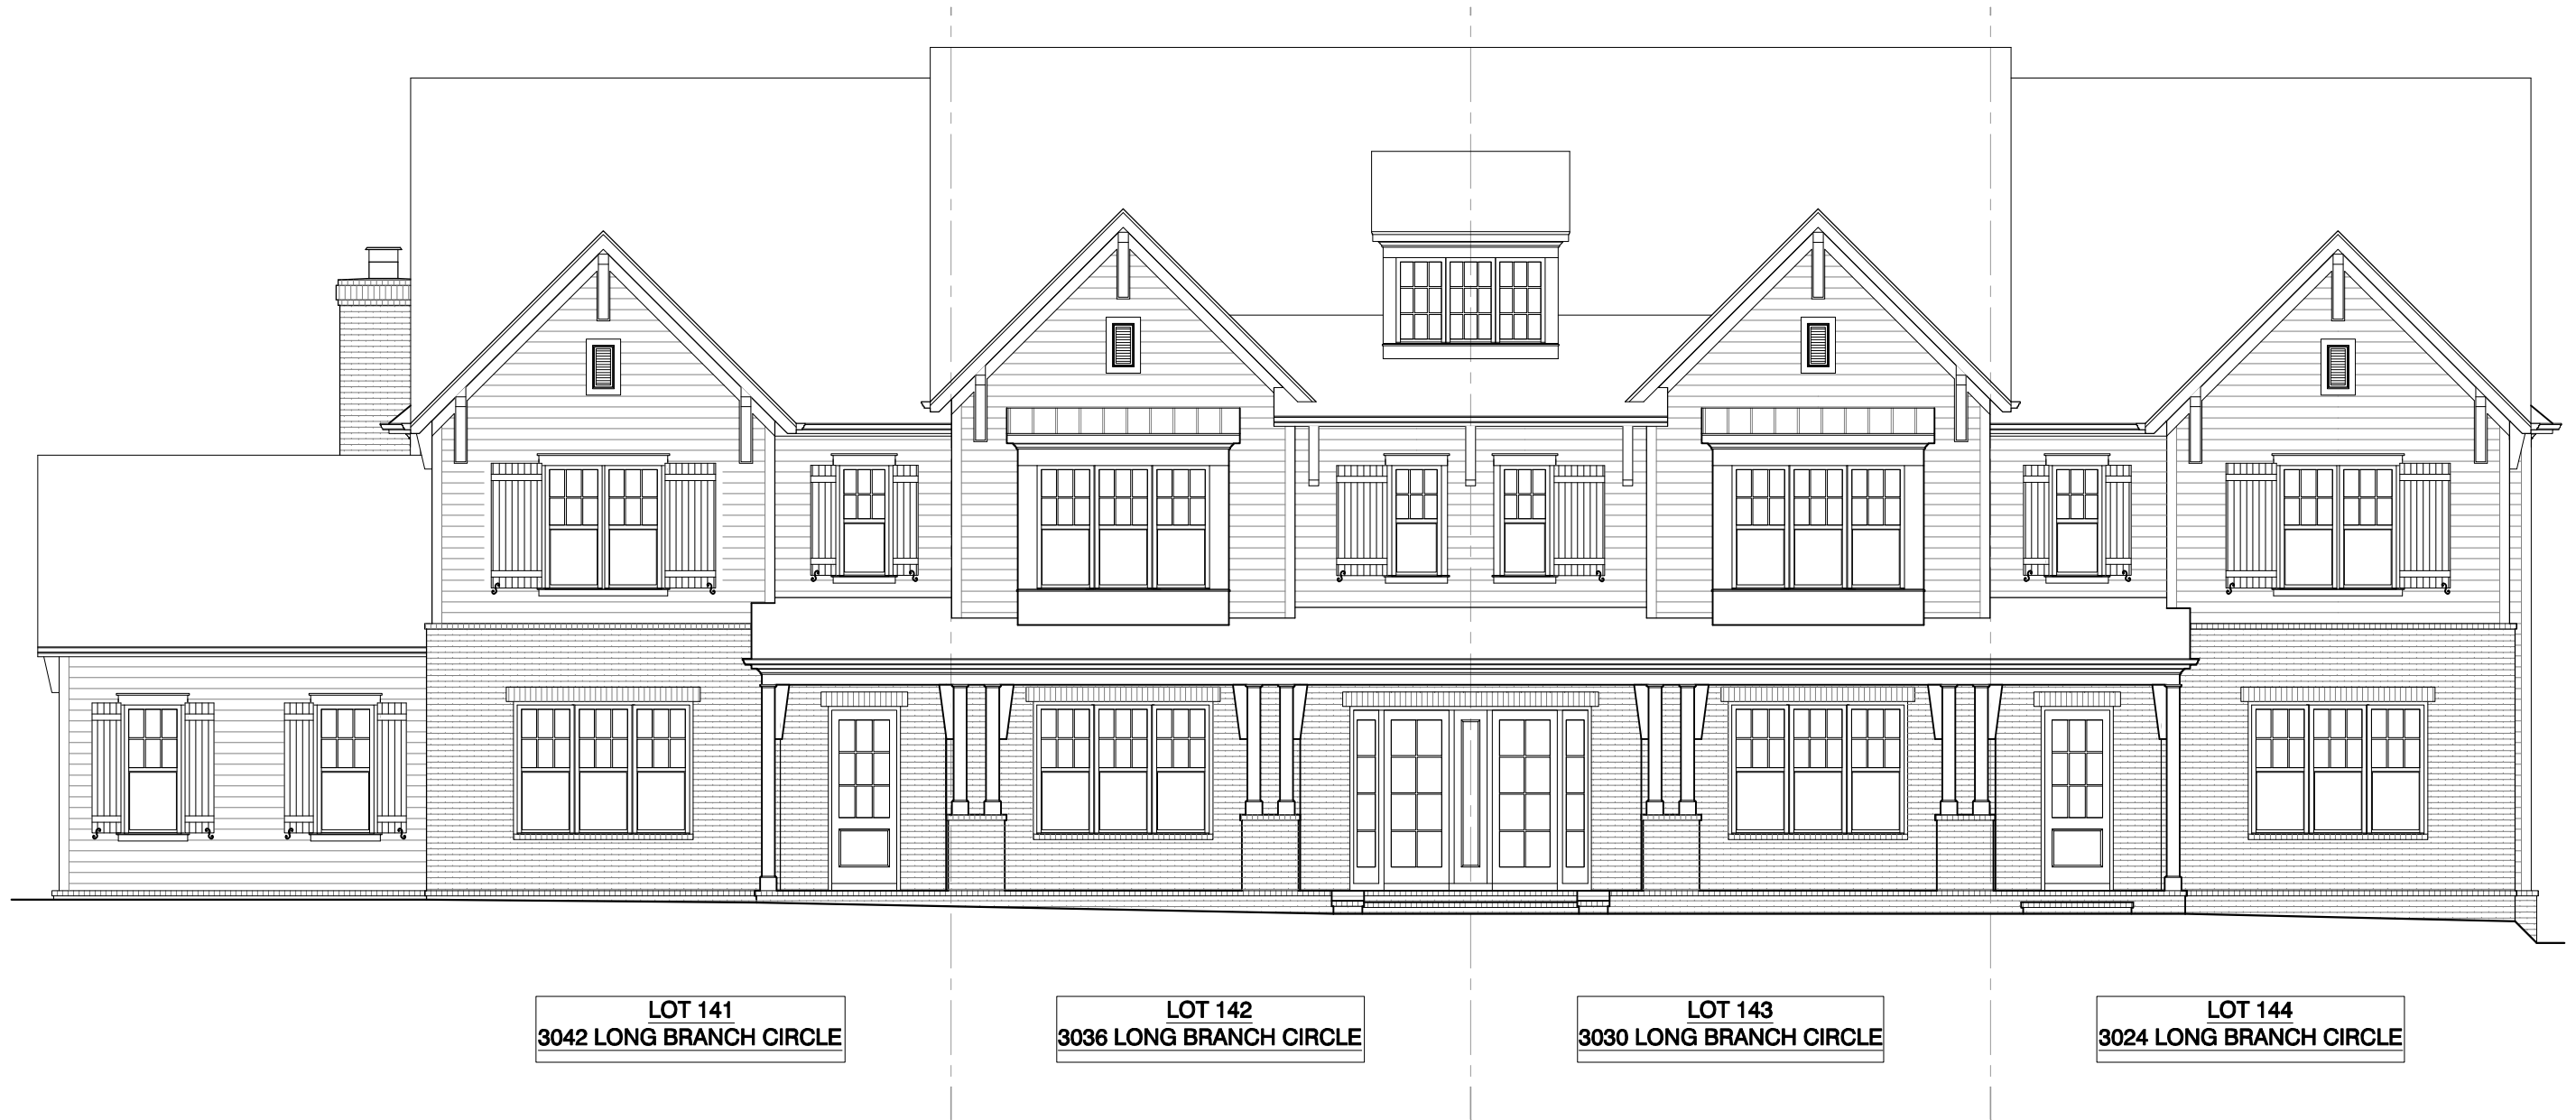 LOT 141
3042 LONG BRANCH CIRCLE
LOT 142
3036 LONG BRANCH CIRCLE
LOT 143
3030 LONG BRANCH CIRCLE
LOT 144
3024 LONG BRANCH CIRCLE